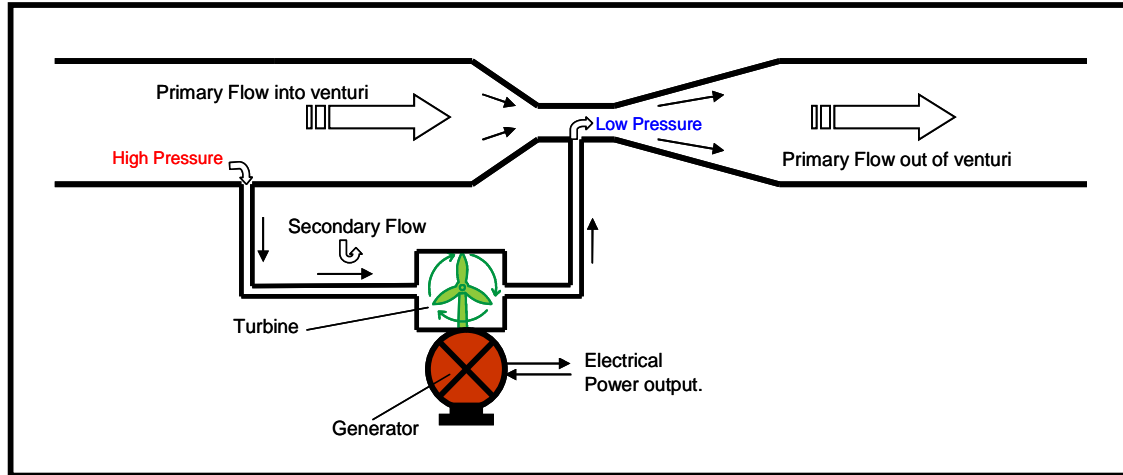 Primary Flow into venturi
High Pressure
Low Pressure
Primary Flow out of venturi
Secondary Flow
Turbine
Electrical
Power output.
Generator